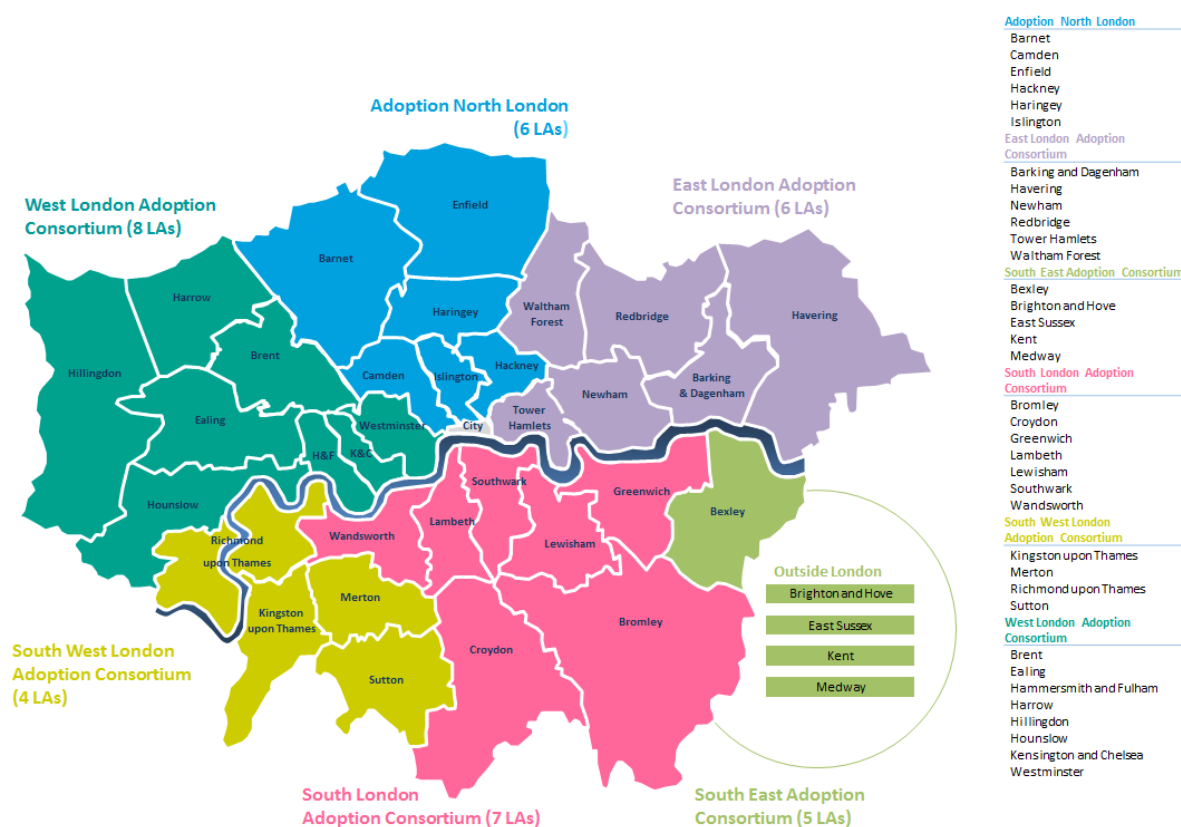 Adoption North London
(6 LAs)
West London Adoption
Consortium (8 LAs)
East London Adoption
Consortium (6 LAs)
Enfield
Barnet
Harrow
Haringey
Waltham
Forest
Redbridge
Havering
Brent
Hillingdon
Camden
Islington
Hackney
Barking
& Dagenham
Newham
Ealing
Westminster
City
Tower
Hamlets
H&F
K&C
Southwark
Greenwich
Hounslow
Bexley
Lambeth
Wandsworth
Lewisham
Richmond
upon Thames
Outside London
Brighton and Hove
East Sussex
Kent
Medway
Merton
Kingston
upon Thames
Bromley
Croydon
Sutton
South West London
Adoption Consortium
(4 LAs)
South London
Adoption Consortium (7 LAs)
South East Adoption
Consortium (5 LAs)
Adoption North London
Barnet
Camden
Enfield
Hackney
Haringey
Islington
East London Adoption
Consortium
Barking and Dagenham
Havering
Newham
Redbridge
Tower Hamlets
Waltham Forest
South East Adoption Consortium
Bexley
Brighton and Hove
East Sussex
Kent
Medway
South London Adoption
Consortium
Bromley
Croydon
Greenwich
Lambeth
Lewisham
Southwark
Wandsworth
South West London
Adoption Consortium
Kingston upon Thames
Merton
Richmond upon Thames
Sutton
West London Adoption
Consortium
Brent
Ealing
Hammersmith and Fulham
Harrow
Hillingdon
Hounslow
Kensington and Chelsea
Westminster